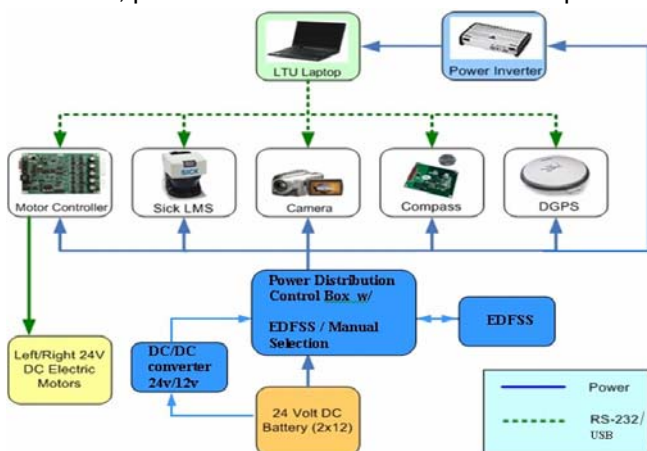 LTU Laptop
Power Inverter
Motor Controller
SICK
Sick LMS
Camera
Compass
DGPS
Power Distribution
Control Box w/
EDFSS / Manual
Selection
EDFSS
Left/Right 24V
DC Electric
Motors
DC/DC
converter
24v/12v
24 Volt DC
Battery (2x12)
Power
RS-232/
USB